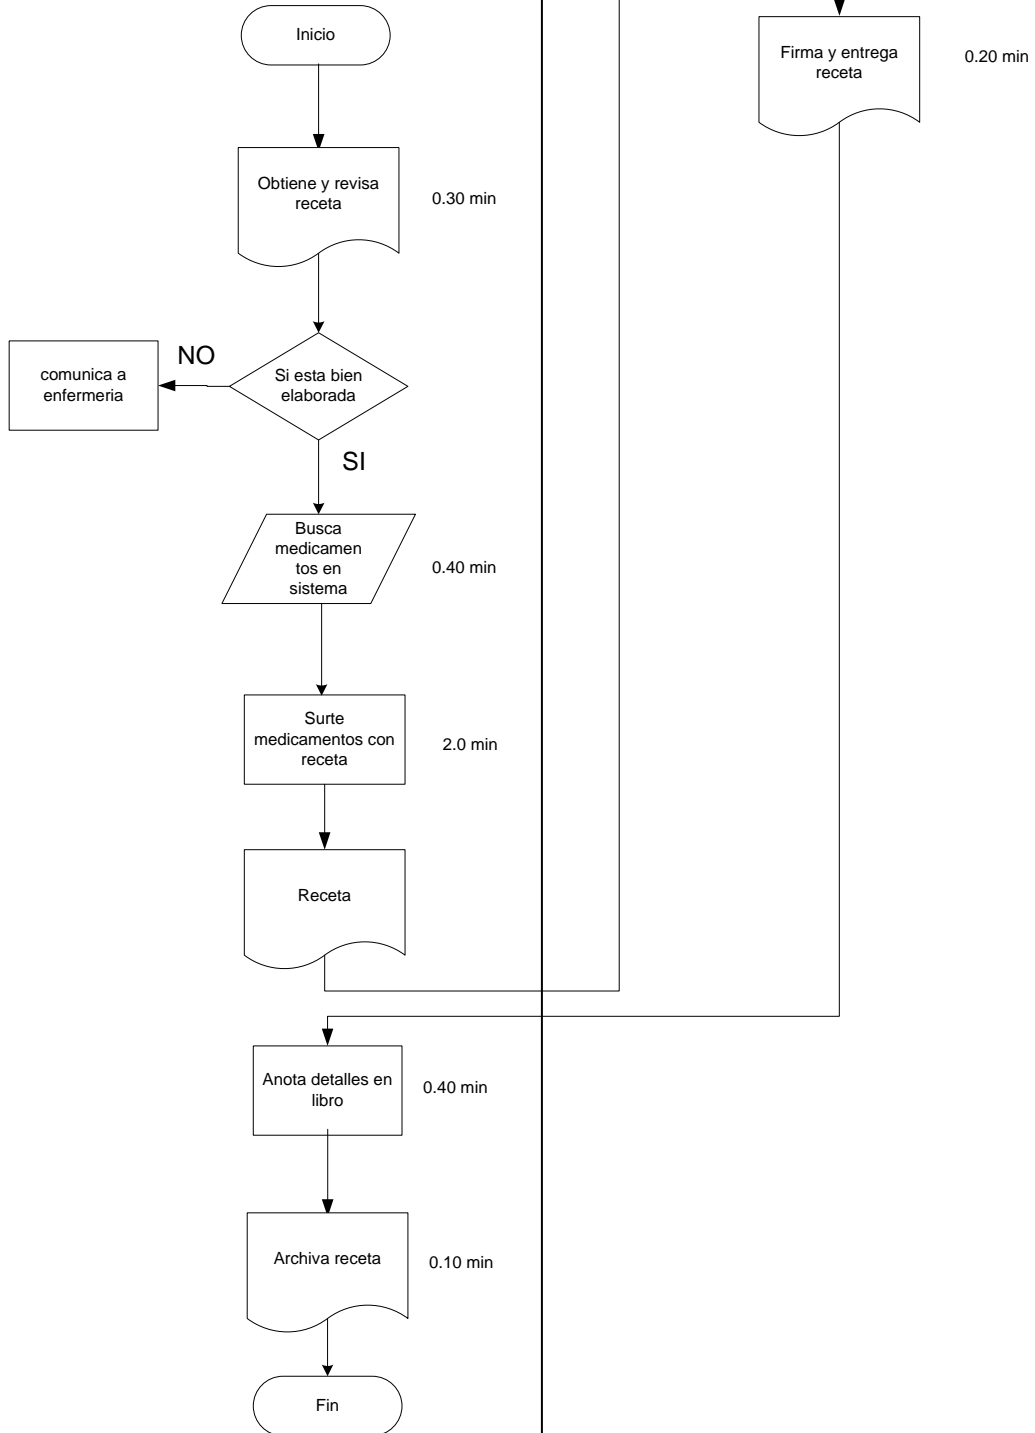 Inicio
Firma y entrega
receta
0.20 min
Obtiene y revisa
receta
0.30 min
NO
comunica a
enfermeria
Si esta bien
elaborada
SI
Busca
medicamen
tos en
sistema
0.40 min
Surte
medicamentos con
receta
2.0 min
Receta
Anota detalles en
libro
0.40 min
Archiva receta
0.10 min
Fin